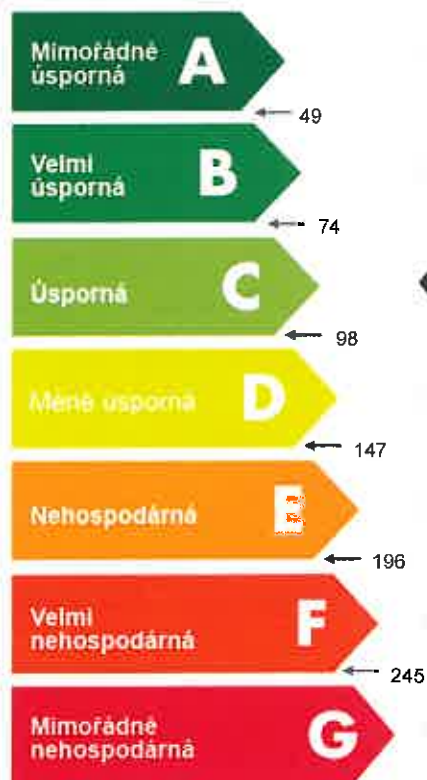 Mimořádně
úsporná
A
49
Velmi
úsporná
B
74
Úsporná
C
98
Méně úsporná
D
147
Nehospodárná
E
196
Velmi
nehospodárná
F
245
Mimořádně
nehospodárná
G